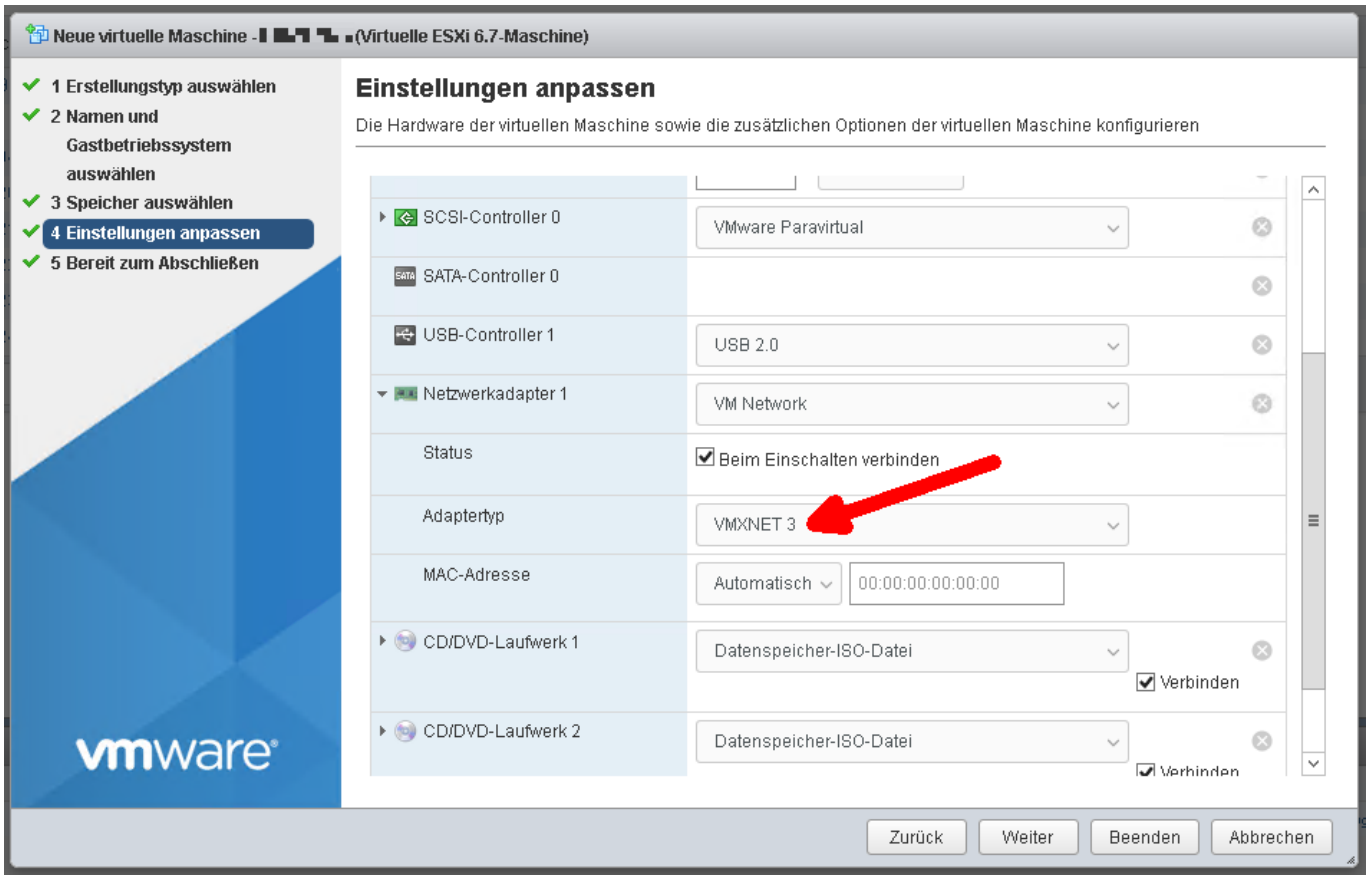 Neue virtuelle Maschine - (Virtuelle ESXi 6.7-Maschine)
1 Erstellungstyp auswählen
2 Namen und
Gastbetriebssystem
auswählen
3 Speicher auswählen
4 Einstellungen anpassen
5 Bereit zum Abschließen
vmware
Einstellungen anpassen
Die Hardware der virtuellen Maschine sowie die zusätzlichen Optionen der virtuellen Maschine konfigurieren
SCSI-Controller 0 VMware Paravirtual
SATA SATA-Controller 0
USB-Controller 1 USB 2.0
Netzwerkadapter 1 VM Network
Status Beim Einschalten verbinden
Adaptertyp VMXNET 3
MAC-Adresse Automatisch 00:00:00:00:00:00
CD/DVD-Laufwerk 1 Datenspeicher-ISO-Datei
Verbinden
CD/DVD-Laufwerk 2 Datenspeicher-ISO-Datei
Verbinden
Zurück Weiter Beenden Abbrechen